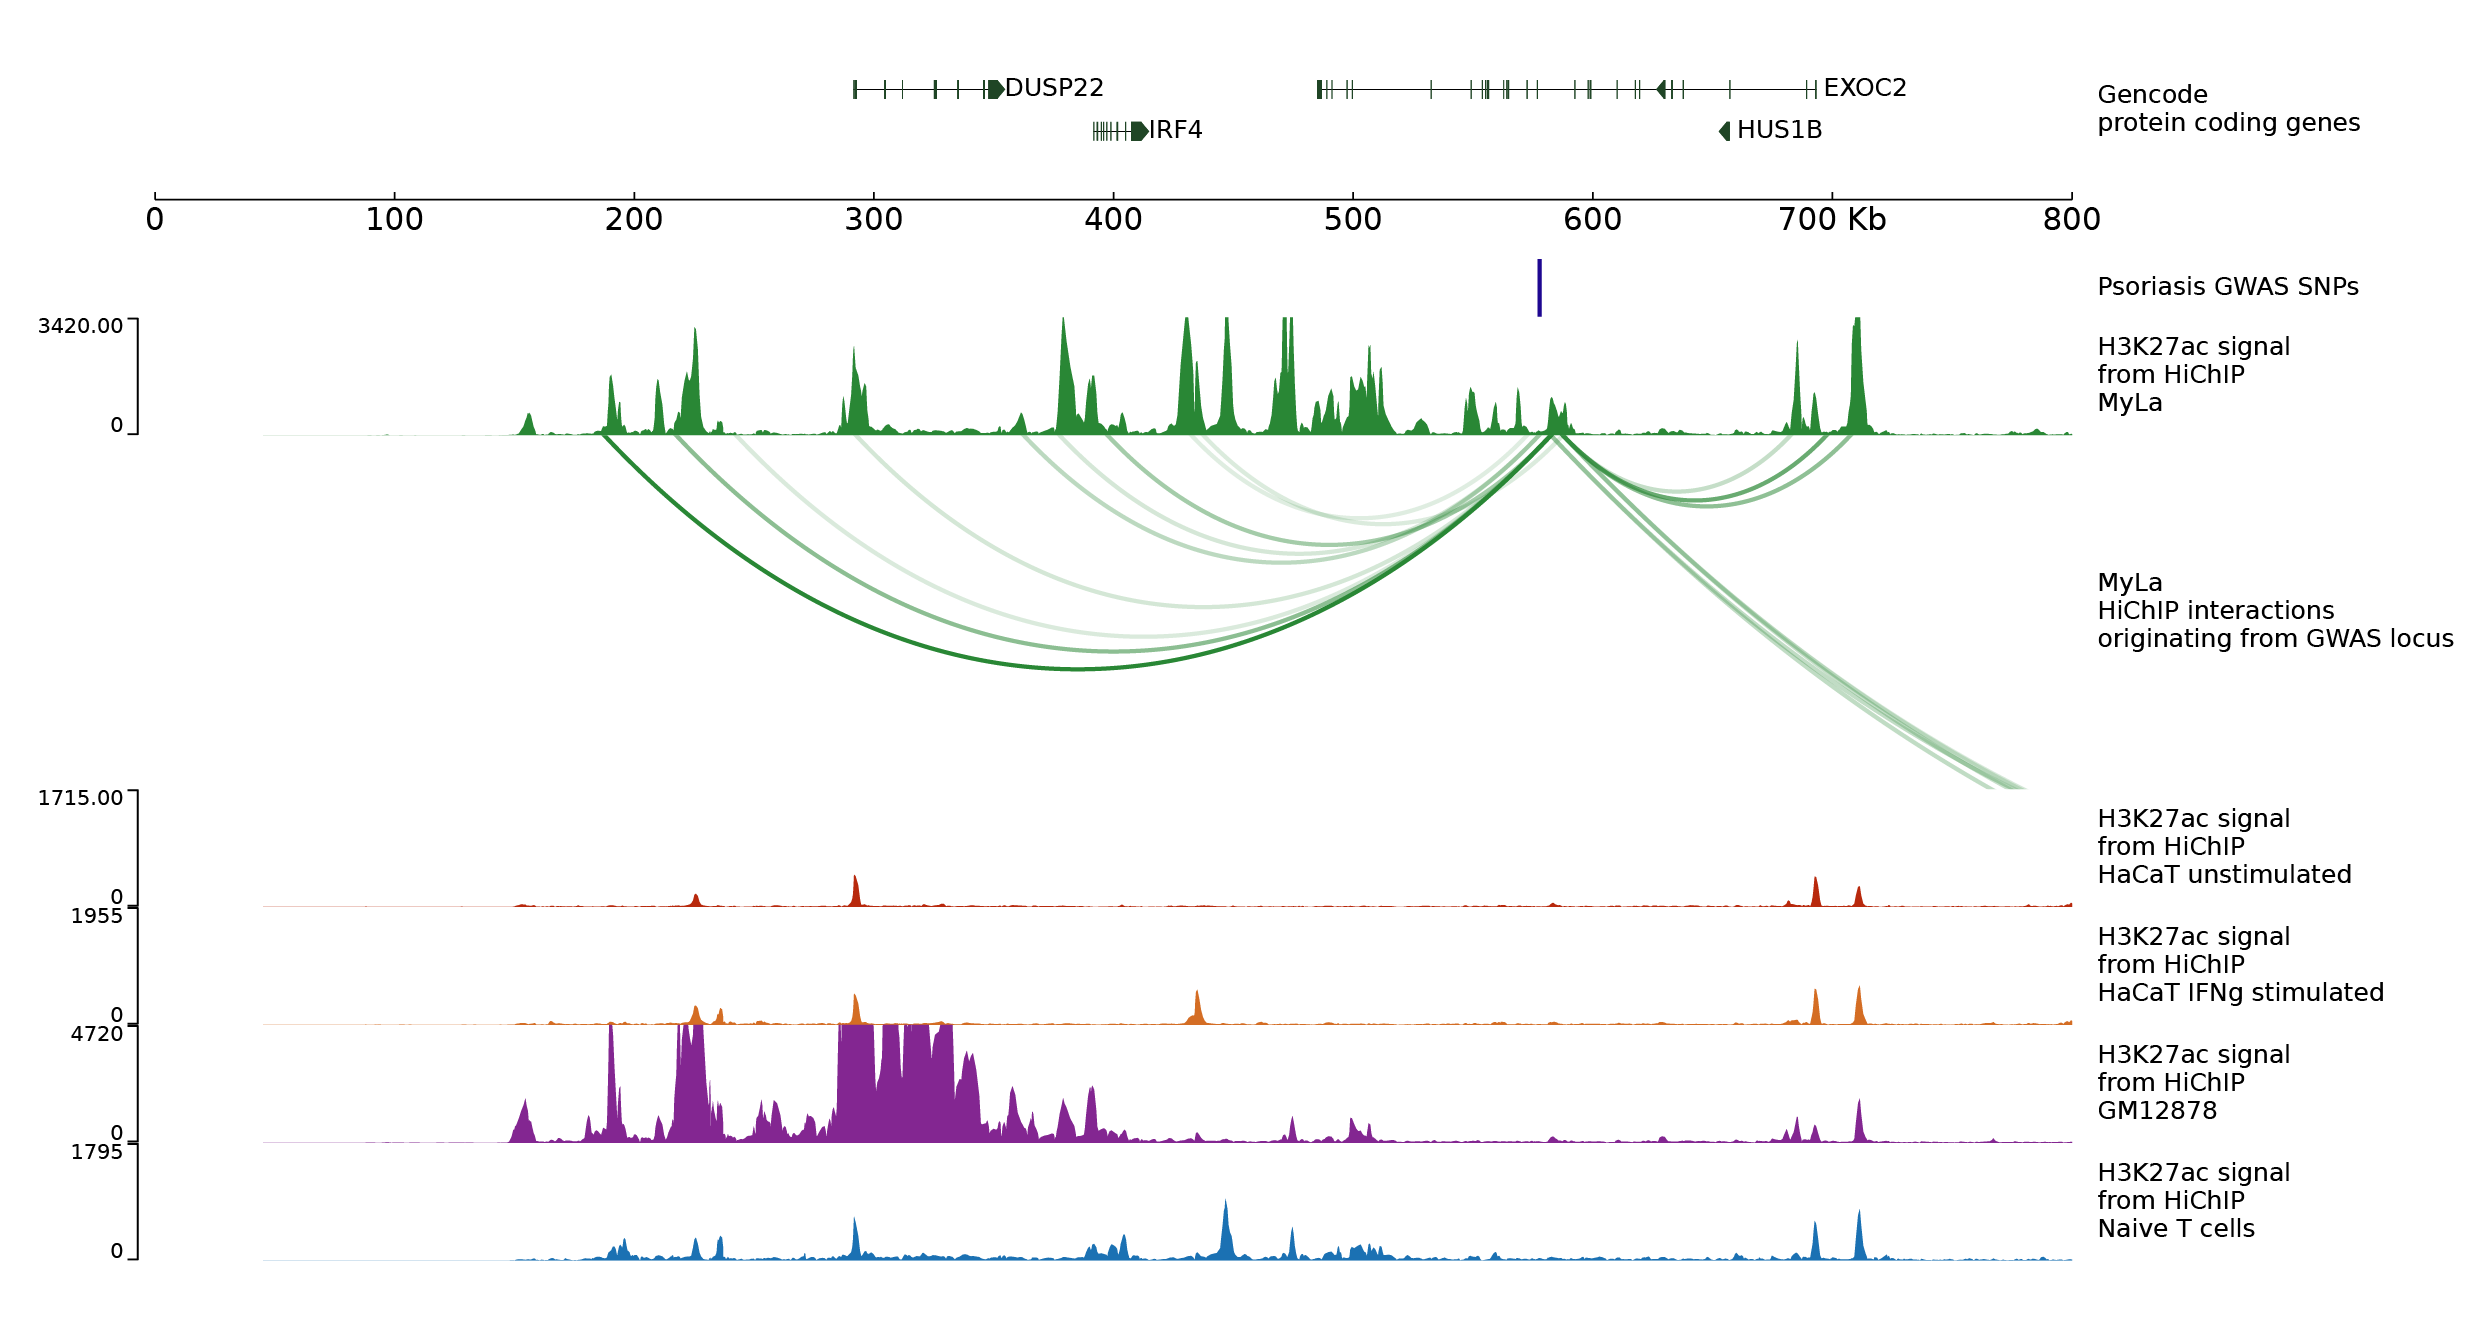 DUSP22
EXOC2
IRF4
HUS1B
Gencode
protein coding genes
0 100 200 300 400 500 600 700 Kb 800
Psoriasis GWAS SNPs
3420.00
0
H3K27ac signal
from HiChIP
MyLa
MyLa
HiChIP interactions
originating from GWAS locus
1715.00
0
H3K27ac signal
from HiChIP
HaCaT unstimulated
1955
0
H3K27ac signal
from HiChIP
HaCaT IFNg stimulated
4720
0
H3K27ac signal
from HiChIP
GM12878
1795
0
H3K27ac signal
from HiChIP
Naive T cells